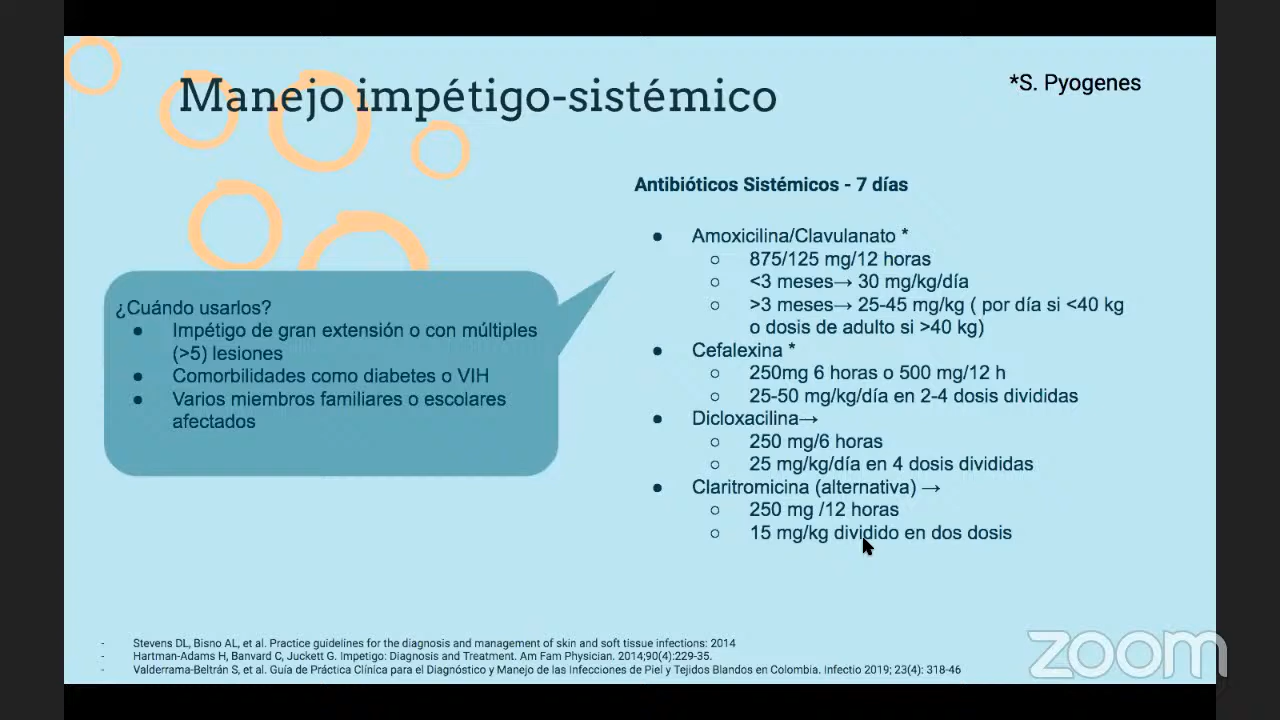 Manejo impétigo-sistémico
*S. Pyogenes
¿Cuándo usarlos?
● Impétigo de gran extensión o con múltiples
(>5) lesiones
● Comorbilidades como diabetes o VIH
● Varios miembros familiares o escolares
afectados
Antibióticos Sistémicos - 7 días
● Amoxicilina/Clavulanato *
○ 875/125 mg/12 horas
○ <3 meses→ 30 mg/kg/día
○ >3 meses→ 25-45 mg/kg ( por día si <40 kg
o dosis de adulto si >40 kg)
● Cefalexina *
○ 250mg 6 horas o 500 mg/12 h
○ 25-50 mg/kg/día en 2-4 dosis divididas
● Dicloxacilina→
○ 250 mg/6 horas
○ 25 mg/kg/día en 4 dosis divididas
● Claritromicina (alternativa) →
○ 250 mg /12 horas
○ 15 mg/kg dividido en dos dosis
- Stevens DL, Bisno AL, et al. Practice guidelines for the diagnosis and management of skin and soft tissue infections: 2014
- Hartman-Adams H, Banvard C, Juckett G. Impetigo: Diagnosis and Treatment. Am Fam Physician. 2014;90(4):229-35.
- Valderrama-Beltrán S, et al. Guía de Práctica Clínica para el Diagnóstico y Manejo de las Infecciones de Piel y Tejidos Blandos en Colombia. Infectio 2019; 23(4): 318-46
zoom